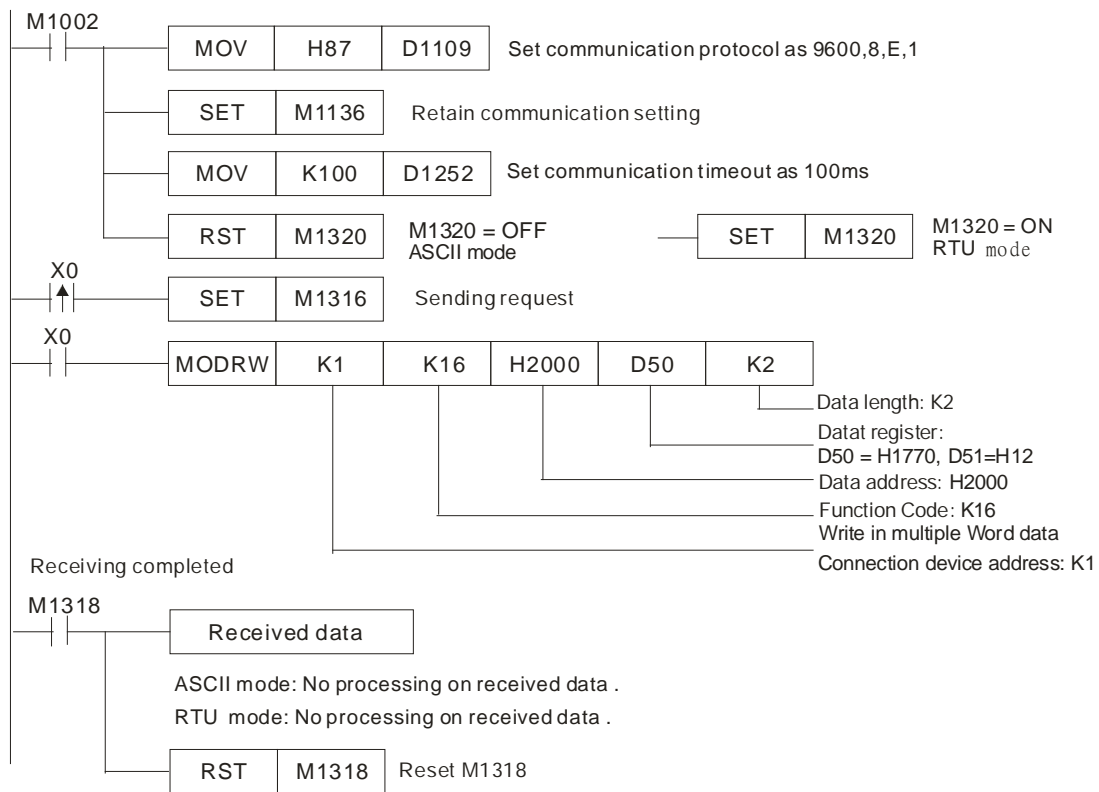 M1002
MOV H87 D1109 Set communication protocol as 9600,8,E,1
SET M1136 Retain communication setting
MOV K100 D1252 Set communication timeout as 100ms
RST M1320 M1320 = OFF
ASCII mode
SET M1320 M1320 = ON
RTU mode
X0
SET M1316 Sending request
X0
MODRW K1 K16 H2000 D50 K2
Data length: K2
Datat register:
D50 = H1770, D51=H12
Data address: H2000
Function Code: K16
Write in multiple Word data
Connection device address: K1
Receiving completed
M1318
Received data
ASCII mode: No processing on received data .
RTU mode: No processing on received data .
RST M1318 Reset M1318